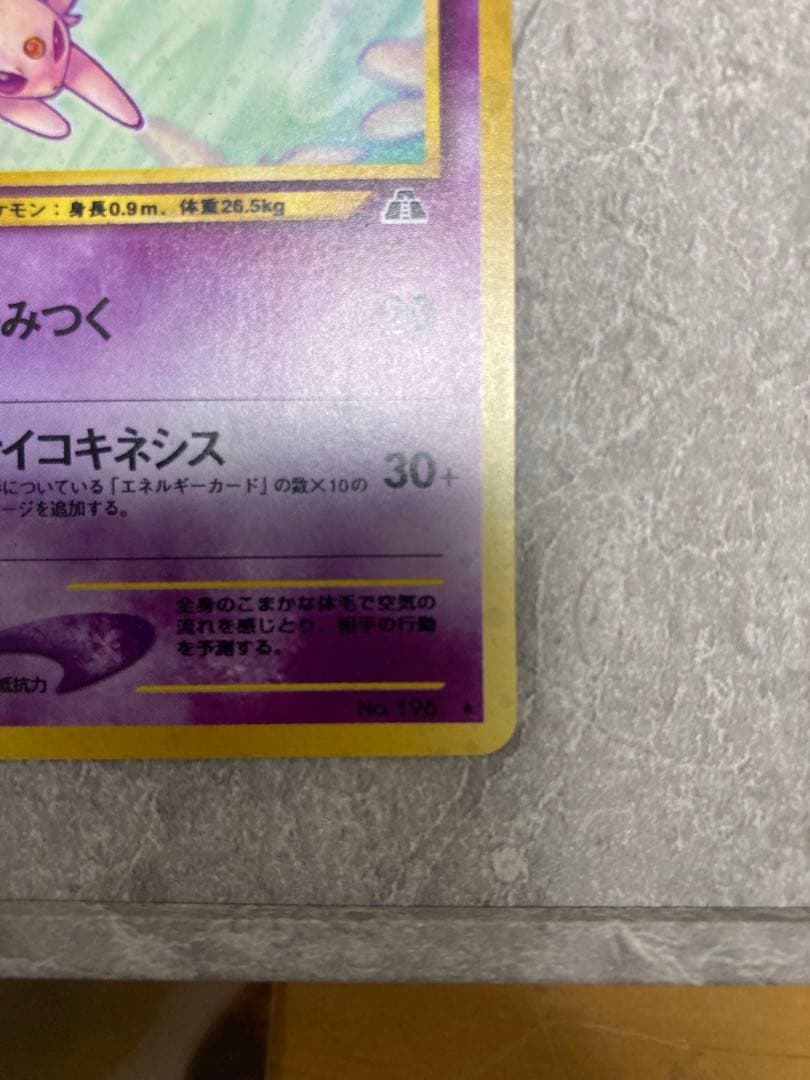 ケモン：身長0.9m、体重26.5kg
みつく 20
イコキネシス 30+
についている「エネルギーカード」の数×10の
ージを追加する。
全身のこまかな体毛で空気の
流れを感じとり、相手の行動
を予測する。
抵抗力
No. 196 ★